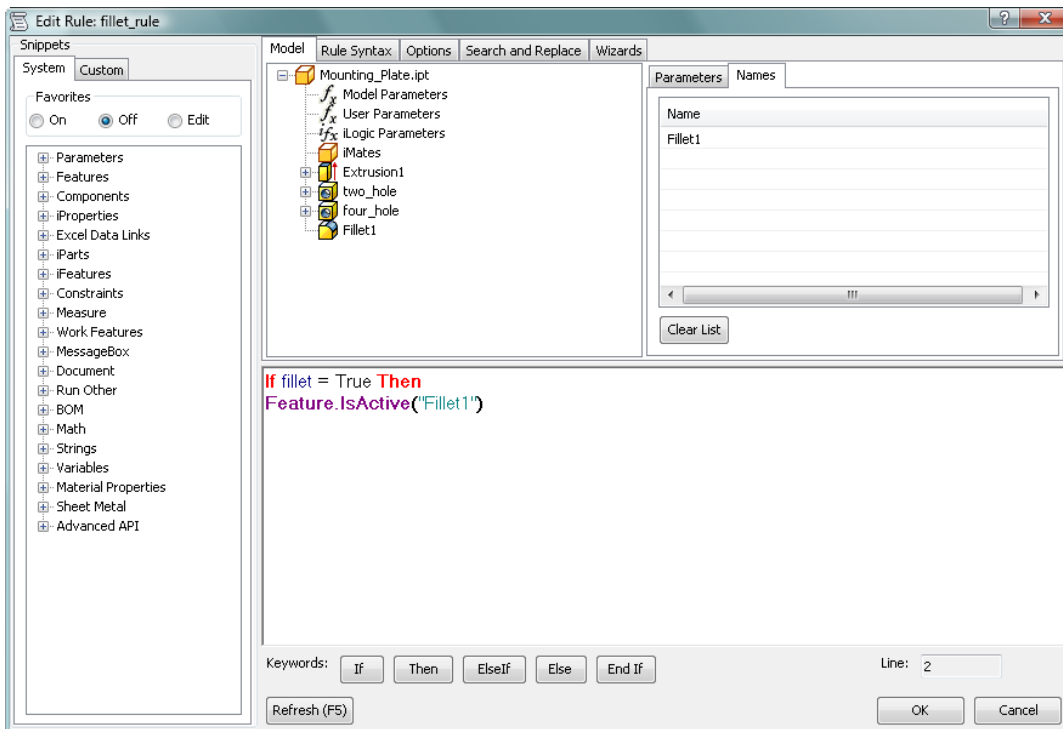 Edit Rule: fillet_rule
?
X
Snippets
System Custom
Favorites
On Off Edit
Parameters
Features
Components
iProperties
Excel Data Links
iParts
iFeatures
Constraints
Measure
Work Features
MessageBox
Document
Run Other
BOM
Math
Strings
Variables
Material Properties
Sheet Metal
Advanced API
Model Rule Syntax Options Search and Replace Wizards
Mounting_Plate.ipt
fx Model Parameters
fx User Parameters
ifx iLogic Parameters
iMates
Extrusion1
two_hole
four_hole
Fillet1
Parameters Names
Name
Fillet1
Clear List
If fillet = True Then
Feature.IsActive("Fillet1")
Keywords: If Then ElseIf Else End If
Line: 2
Refresh (F5)
OK Cancel